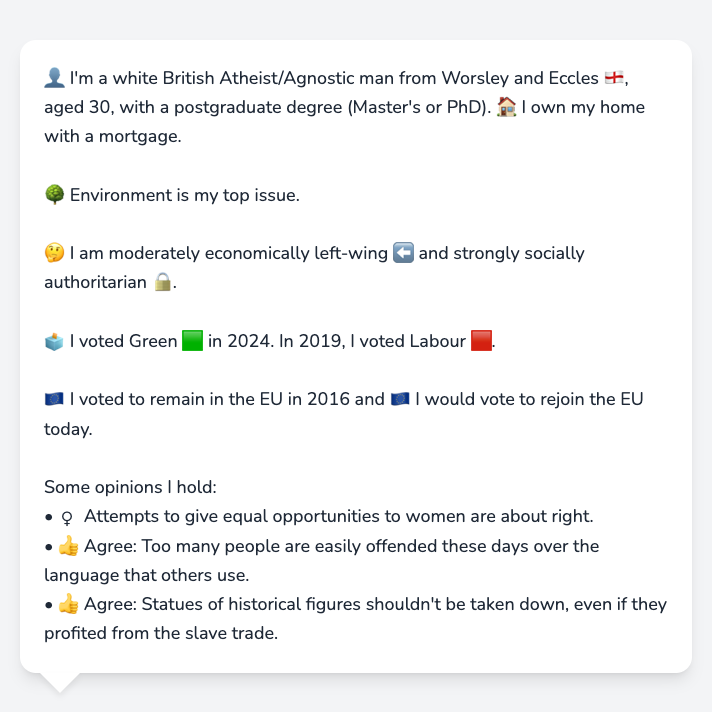 👤 I'm a white British Atheist/Agnostic man from Worsley and Eccles 🏴󠁧󠁢󠁥󠁮󠁧󠁿,
aged 30, with a postgraduate degree (Master's or PhD). 🏠 I own my home
with a mortgage.
🌳 Environment is my top issue.
🤔 I am moderately economically left-wing ⬅️ and strongly socially
authoritarian 🔒.
🗳️ I voted Green 🟩 in 2024. In 2019, I voted Labour 🟥.
🇪🇺 I voted to remain in the EU in 2016 and 🇪🇺 I would vote to rejoin the EU
today.
Some opinions I hold:
• ♀ Attempts to give equal opportunities to women are about right.
• 👍 Agree: Too many people are easily offended these days over the
language that others use.
• 👍 Agree: Statues of historical figures shouldn't be taken down, even if they
profited from the slave trade.